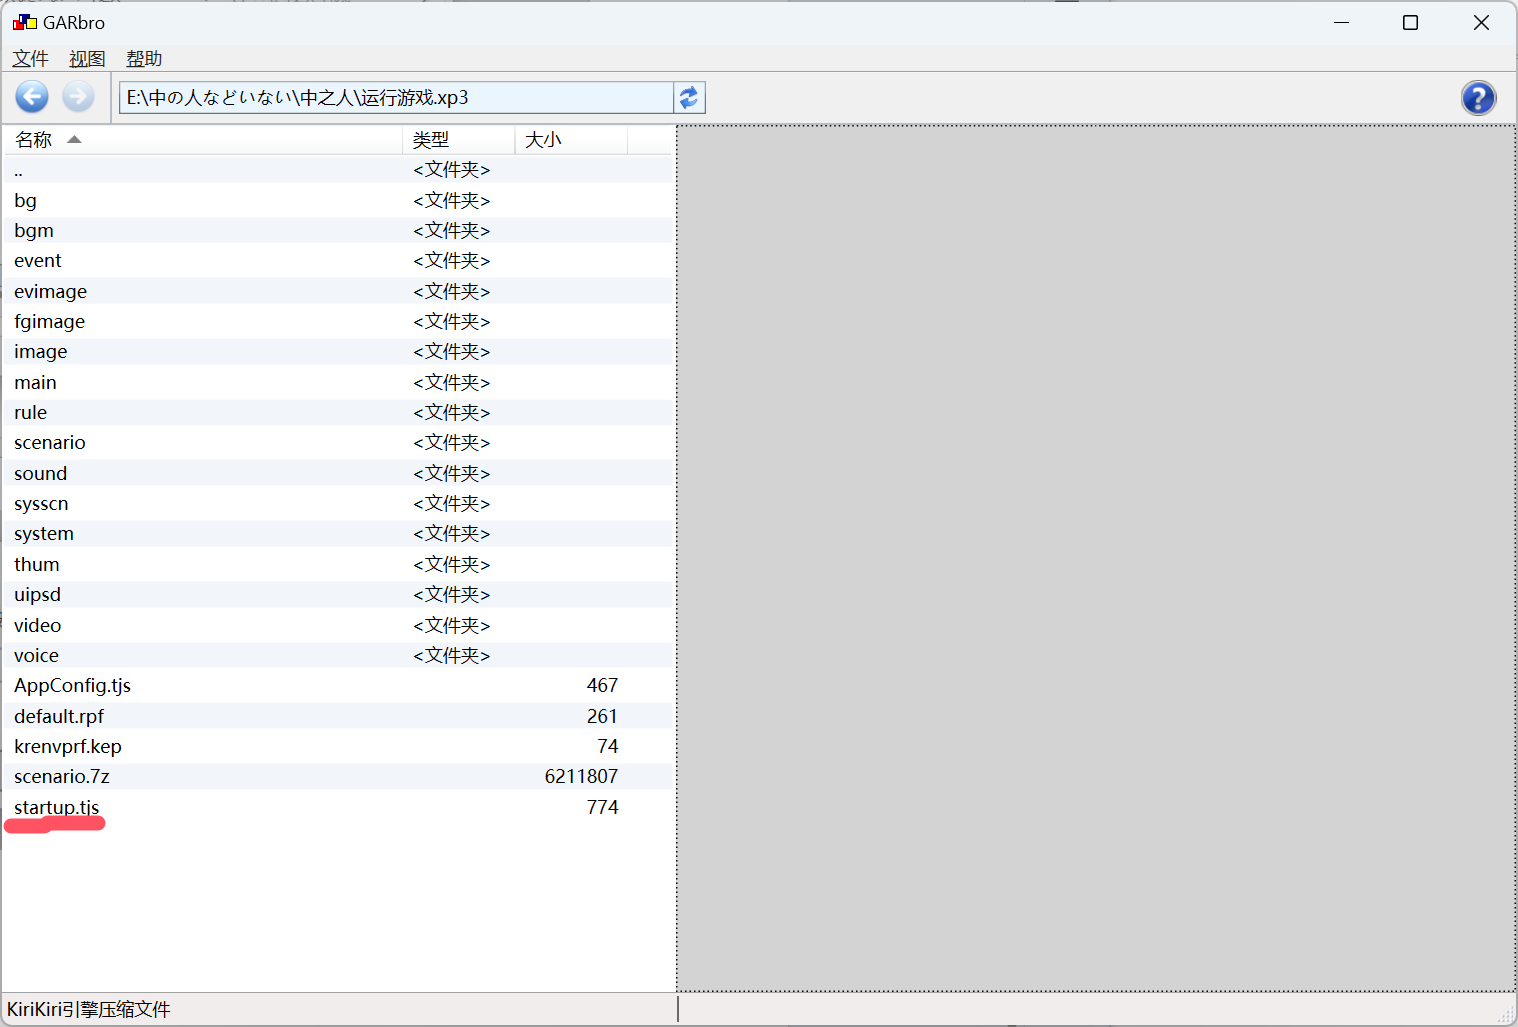 GARbro
文件 视图 帮助
E:\中の人などいない\中之人\运行游戏.xp3
名称 类型 大小
.. <文件夹>
bg <文件夹>
bgm <文件夹>
event <文件夹>
evimage <文件夹>
fgimage <文件夹>
image <文件夹>
main <文件夹>
rule <文件夹>
scenario <文件夹>
sound <文件夹>
sysscn <文件夹>
system <文件夹>
thum <文件夹>
uipsd <文件夹>
video <文件夹>
voice <文件夹>
AppConfig.tjs 467
default.rpf 261
krenvprf.kep 74
scenario.7z 6211807
startup.tjs 774
KiriKiri引擎压缩文件